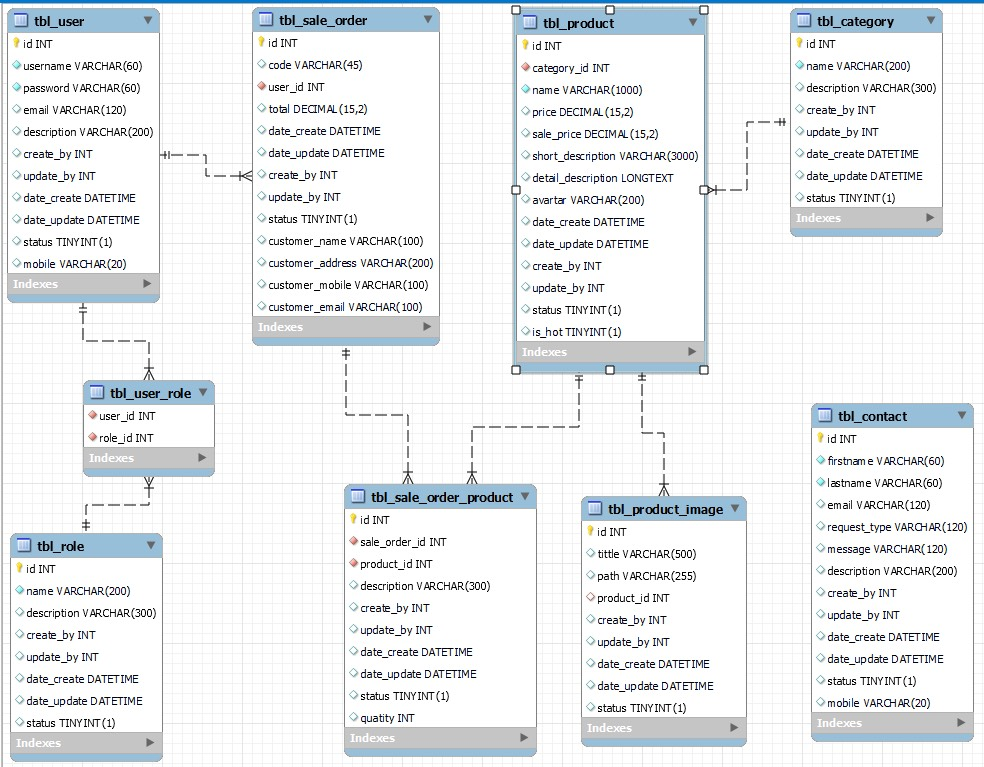 tbl_user
id INT
username VARCHAR(60)
password VARCHAR(60)
email VARCHAR(120)
description VARCHAR(200)
create_by INT
update_by INT
date_create DATETIME
date_update DATETIME
status TINYINT(1)
mobile VARCHAR(20)
Indexes
tbl_sale_order
id INT
code VARCHAR(45)
user_id INT
total DECIMAL(15,2)
date_create DATETIME
date_update DATETIME
create_by INT
update_by INT
status TINYINT(1)
customer_name VARCHAR(100)
customer_address VARCHAR(200)
customer_mobile VARCHAR(100)
customer_email VARCHAR(100)
Indexes
tbl_product
id INT
category_id INT
name VARCHAR(1000)
price DECIMAL(15,2)
sale_price DECIMAL(15,2)
short_description VARCHAR(3000)
detail_description LONGTEXT
avartar VARCHAR(200)
date_create DATETIME
date_update DATETIME
create_by INT
update_by INT
status TINYINT(1)
is_hot TINYINT(1)
Indexes
tbl_category
id INT
name VARCHAR(200)
description VARCHAR(300)
create_by INT
update_by INT
date_create DATETIME
date_update DATETIME
status TINYINT(1)
Indexes
tbl_user_role
user_id INT
role_id INT
Indexes
tbl_role
id INT
name VARCHAR(200)
description VARCHAR(300)
create_by INT
update_by INT
date_create DATETIME
date_update DATETIME
status TINYINT(1)
Indexes
tbl_sale_order_product
id INT
sale_order_id INT
product_id INT
description VARCHAR(300)
create_by INT
update_by INT
date_create DATETIME
date_update DATETIME
status TINYINT(1)
quatity INT
Indexes
tbl_product_image
id INT
tittle VARCHAR(500)
path VARCHAR(255)
product_id INT
create_by INT
update_by INT
date_create DATETIME
date_update DATETIME
status TINYINT(1)
Indexes
tbl_contact
id INT
firstname VARCHAR(60)
lastname VARCHAR(60)
email VARCHAR(120)
request_type VARCHAR(120)
message VARCHAR(120)
description VARCHAR(200)
create_by INT
update_by INT
date_create DATETIME
date_update DATETIME
status TINYINT(1)
mobile VARCHAR(20)
Indexes